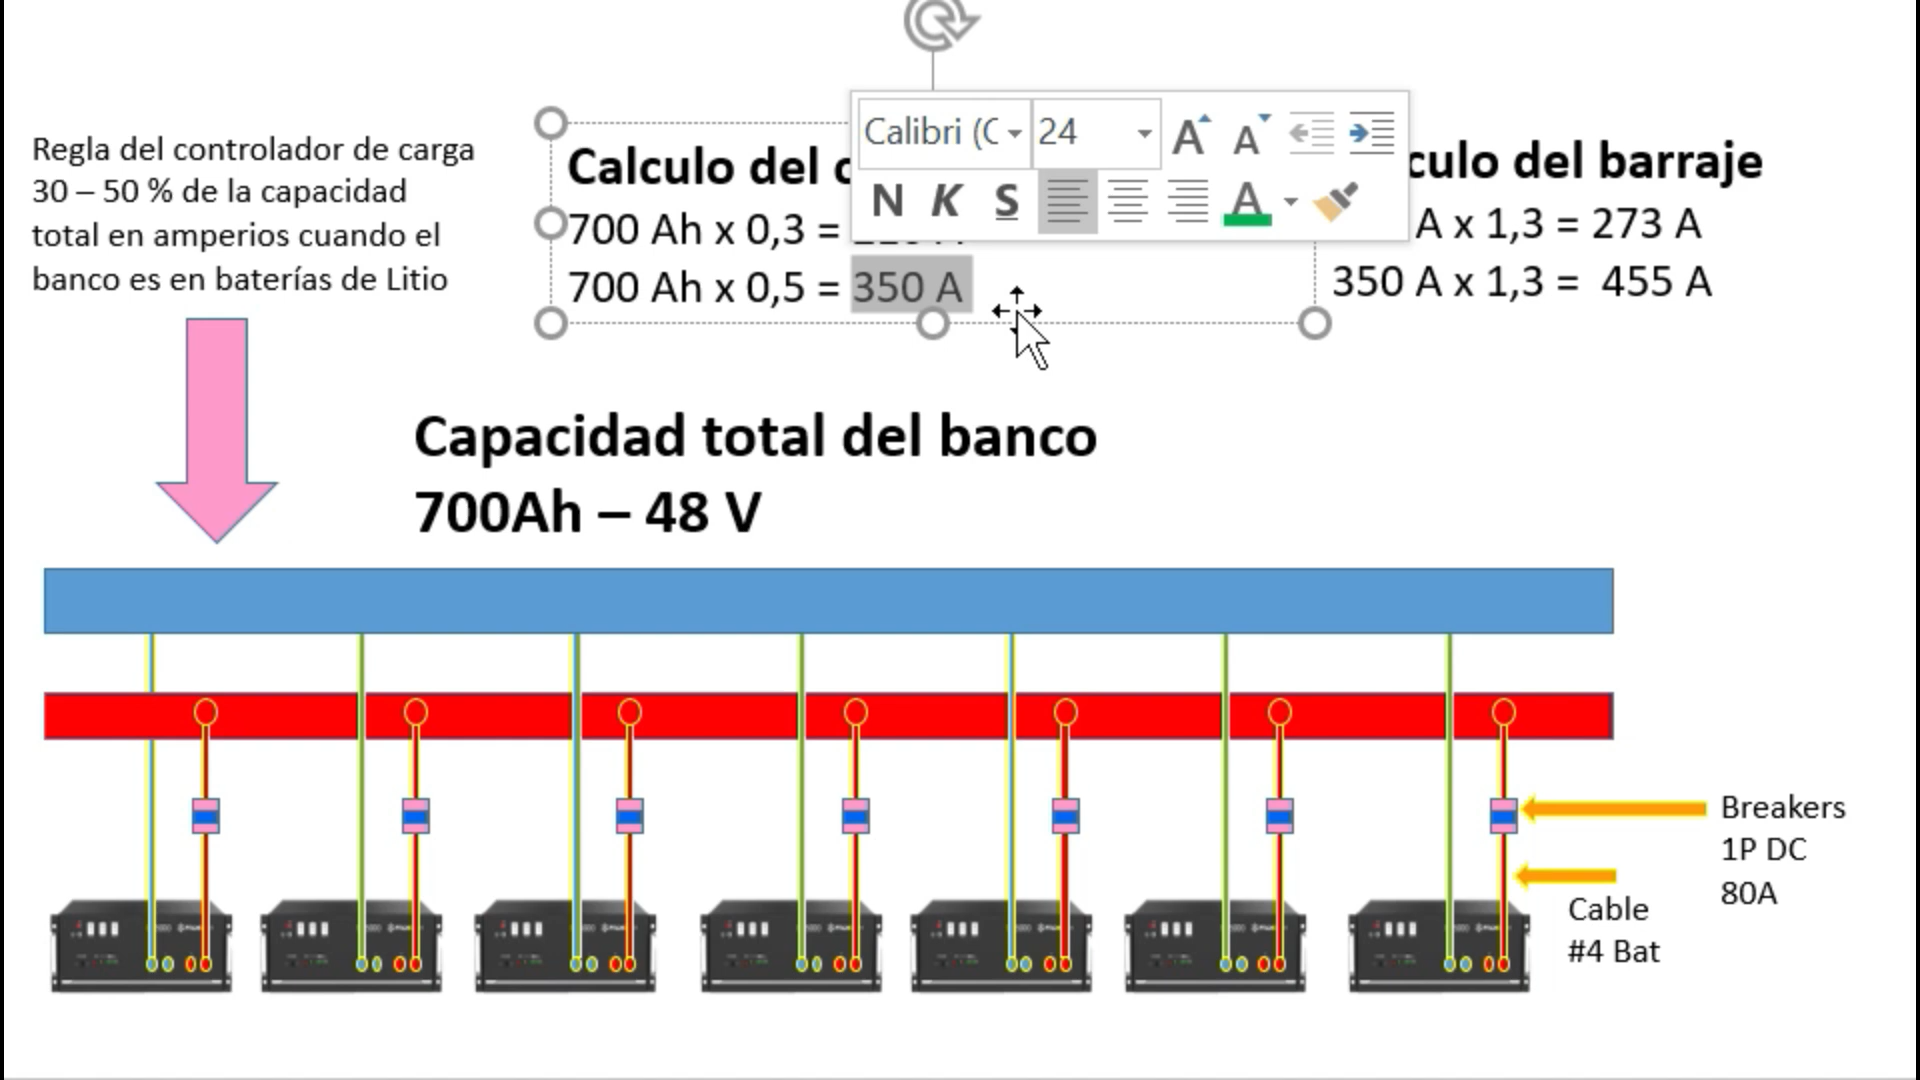 Regla del controlador de carga
30 – 50 % de la capacidad
total en amperios cuando el
banco es en baterías de Litio
Calculo del
700 Ah x 0,3 =
700 Ah x 0,5 = 350 A
Calibri (C
24
N K S
culo del barraje
A x 1,3 = 273 A
350 A x 1,3 = 455 A
Capacidad total del banco
700Ah – 48 V
Breakers
1P DC
80A
Cable
#4 Bat